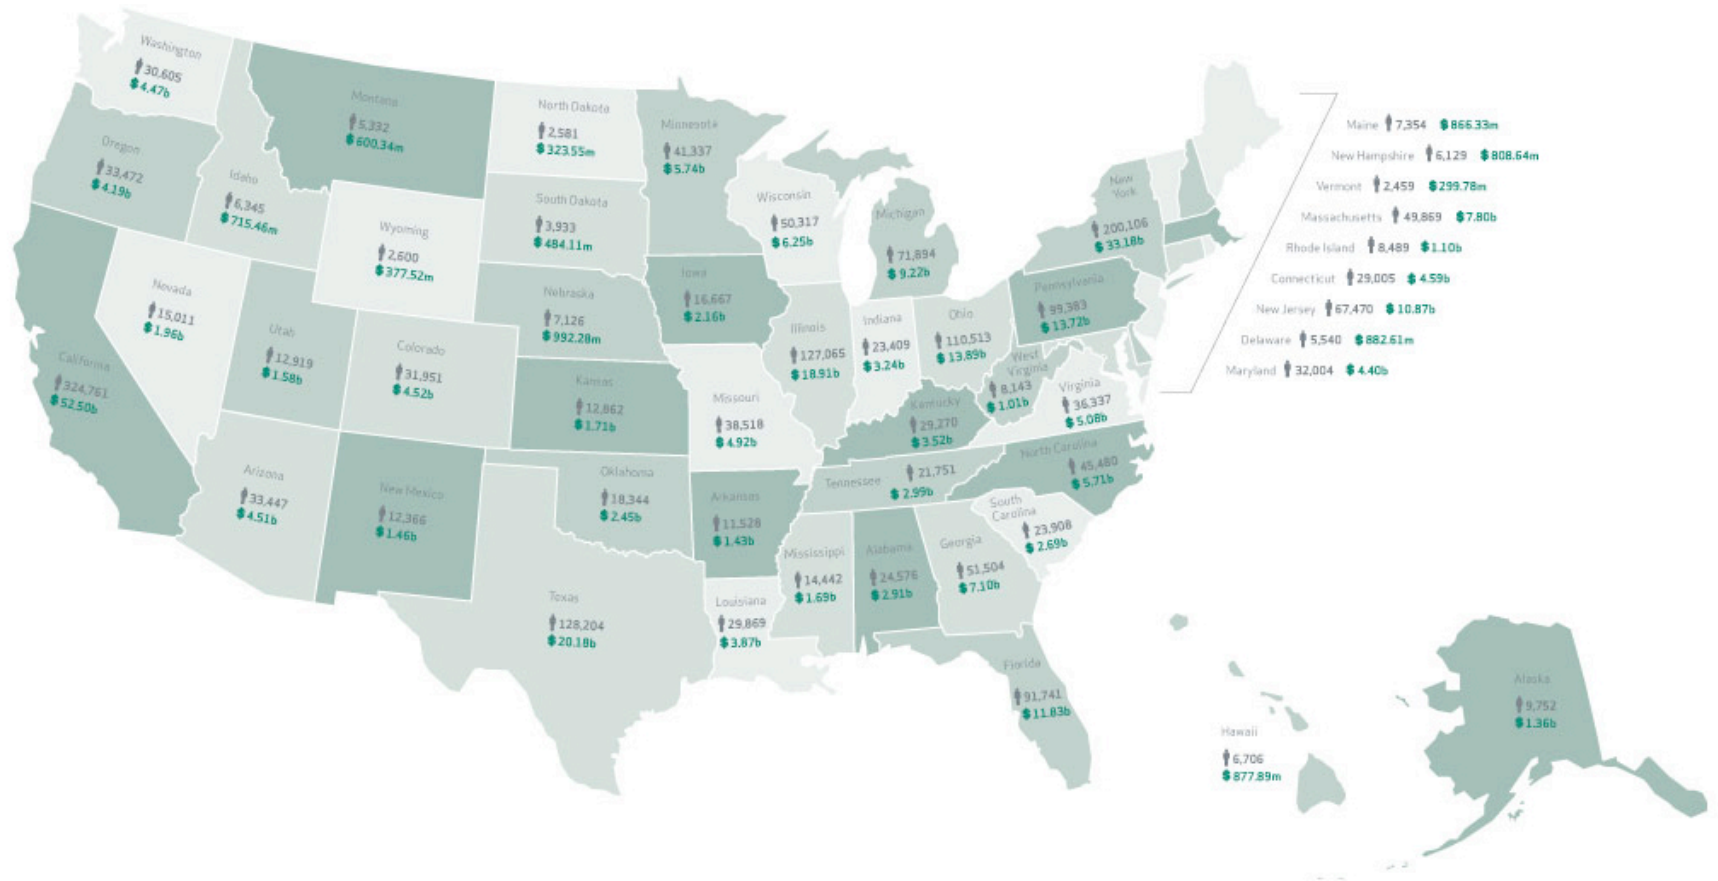 Washington
30,605
$4.47b
Oregon
33,472
$4.19b
California
324,761
$52.50b
Idaho
6,345
$715.46m
Nevada
15,011
$1.96b
Montana
5,332
$600.34m
Wyoming
2,600
$377.52m
Utah
12,919
$1.58b
Colorado
31,951
$4.52b
Arizona
33,447
$4.51b
New Mexico
12,366
$1.46b
North Dakota
2,581
$323.55m
South Dakota
3,933
$484.11m
Nebraska
7,126
$992.28m
Kansas
12,862
$1.71b
Oklahoma
18,344
$2.45b
Texas
128,204
$20.18b
Minnesota
41,337
$5.74b
Iowa
16,667
$2.16b
Missouri
38,518
$4.92b
Arkansas
11,528
$1.43b
Louisiana
29,869
$3.87b
Wisconsin
50,317
$6.25b
Illinois
127,065
$18.91b
Michigan
71,894
$9.22b
Indiana
23,409
$3.24b
Ohio
110,513
$13.89b
Kentucky
29,270
$3.52b
Tennessee
21,751
$2.99b
Mississippi
14,442
$1.69b
Alabama
24,576
$2.91b
Georgia
51,504
$7.10b
Florida
91,741
$11.83b
South
Carolina
23,908
$2.69b
North Carolina
45,480
$5.71b
Virginia
36,337
$5.08b
West
Virginia
8,143
$1.01b
Pennsylvania
99,383
$13.72b
New
York
200,106
$33.18b
Maine 7,354 $866.33m
New Hampshire 6,129 $808.64m
Vermont 2,459 $299.78m
Massachusetts 49,869 $7.80b
Rhode Island 8,489 $1.10b
Connecticut 29,005 $4.59b
New Jersey 67,470 $10.87b
Delaware 5,540 $882.61m
Maryland 32,004 $4.40b
Hawaii
6,706
$877.89m
Alaska
9,752
$1.36b